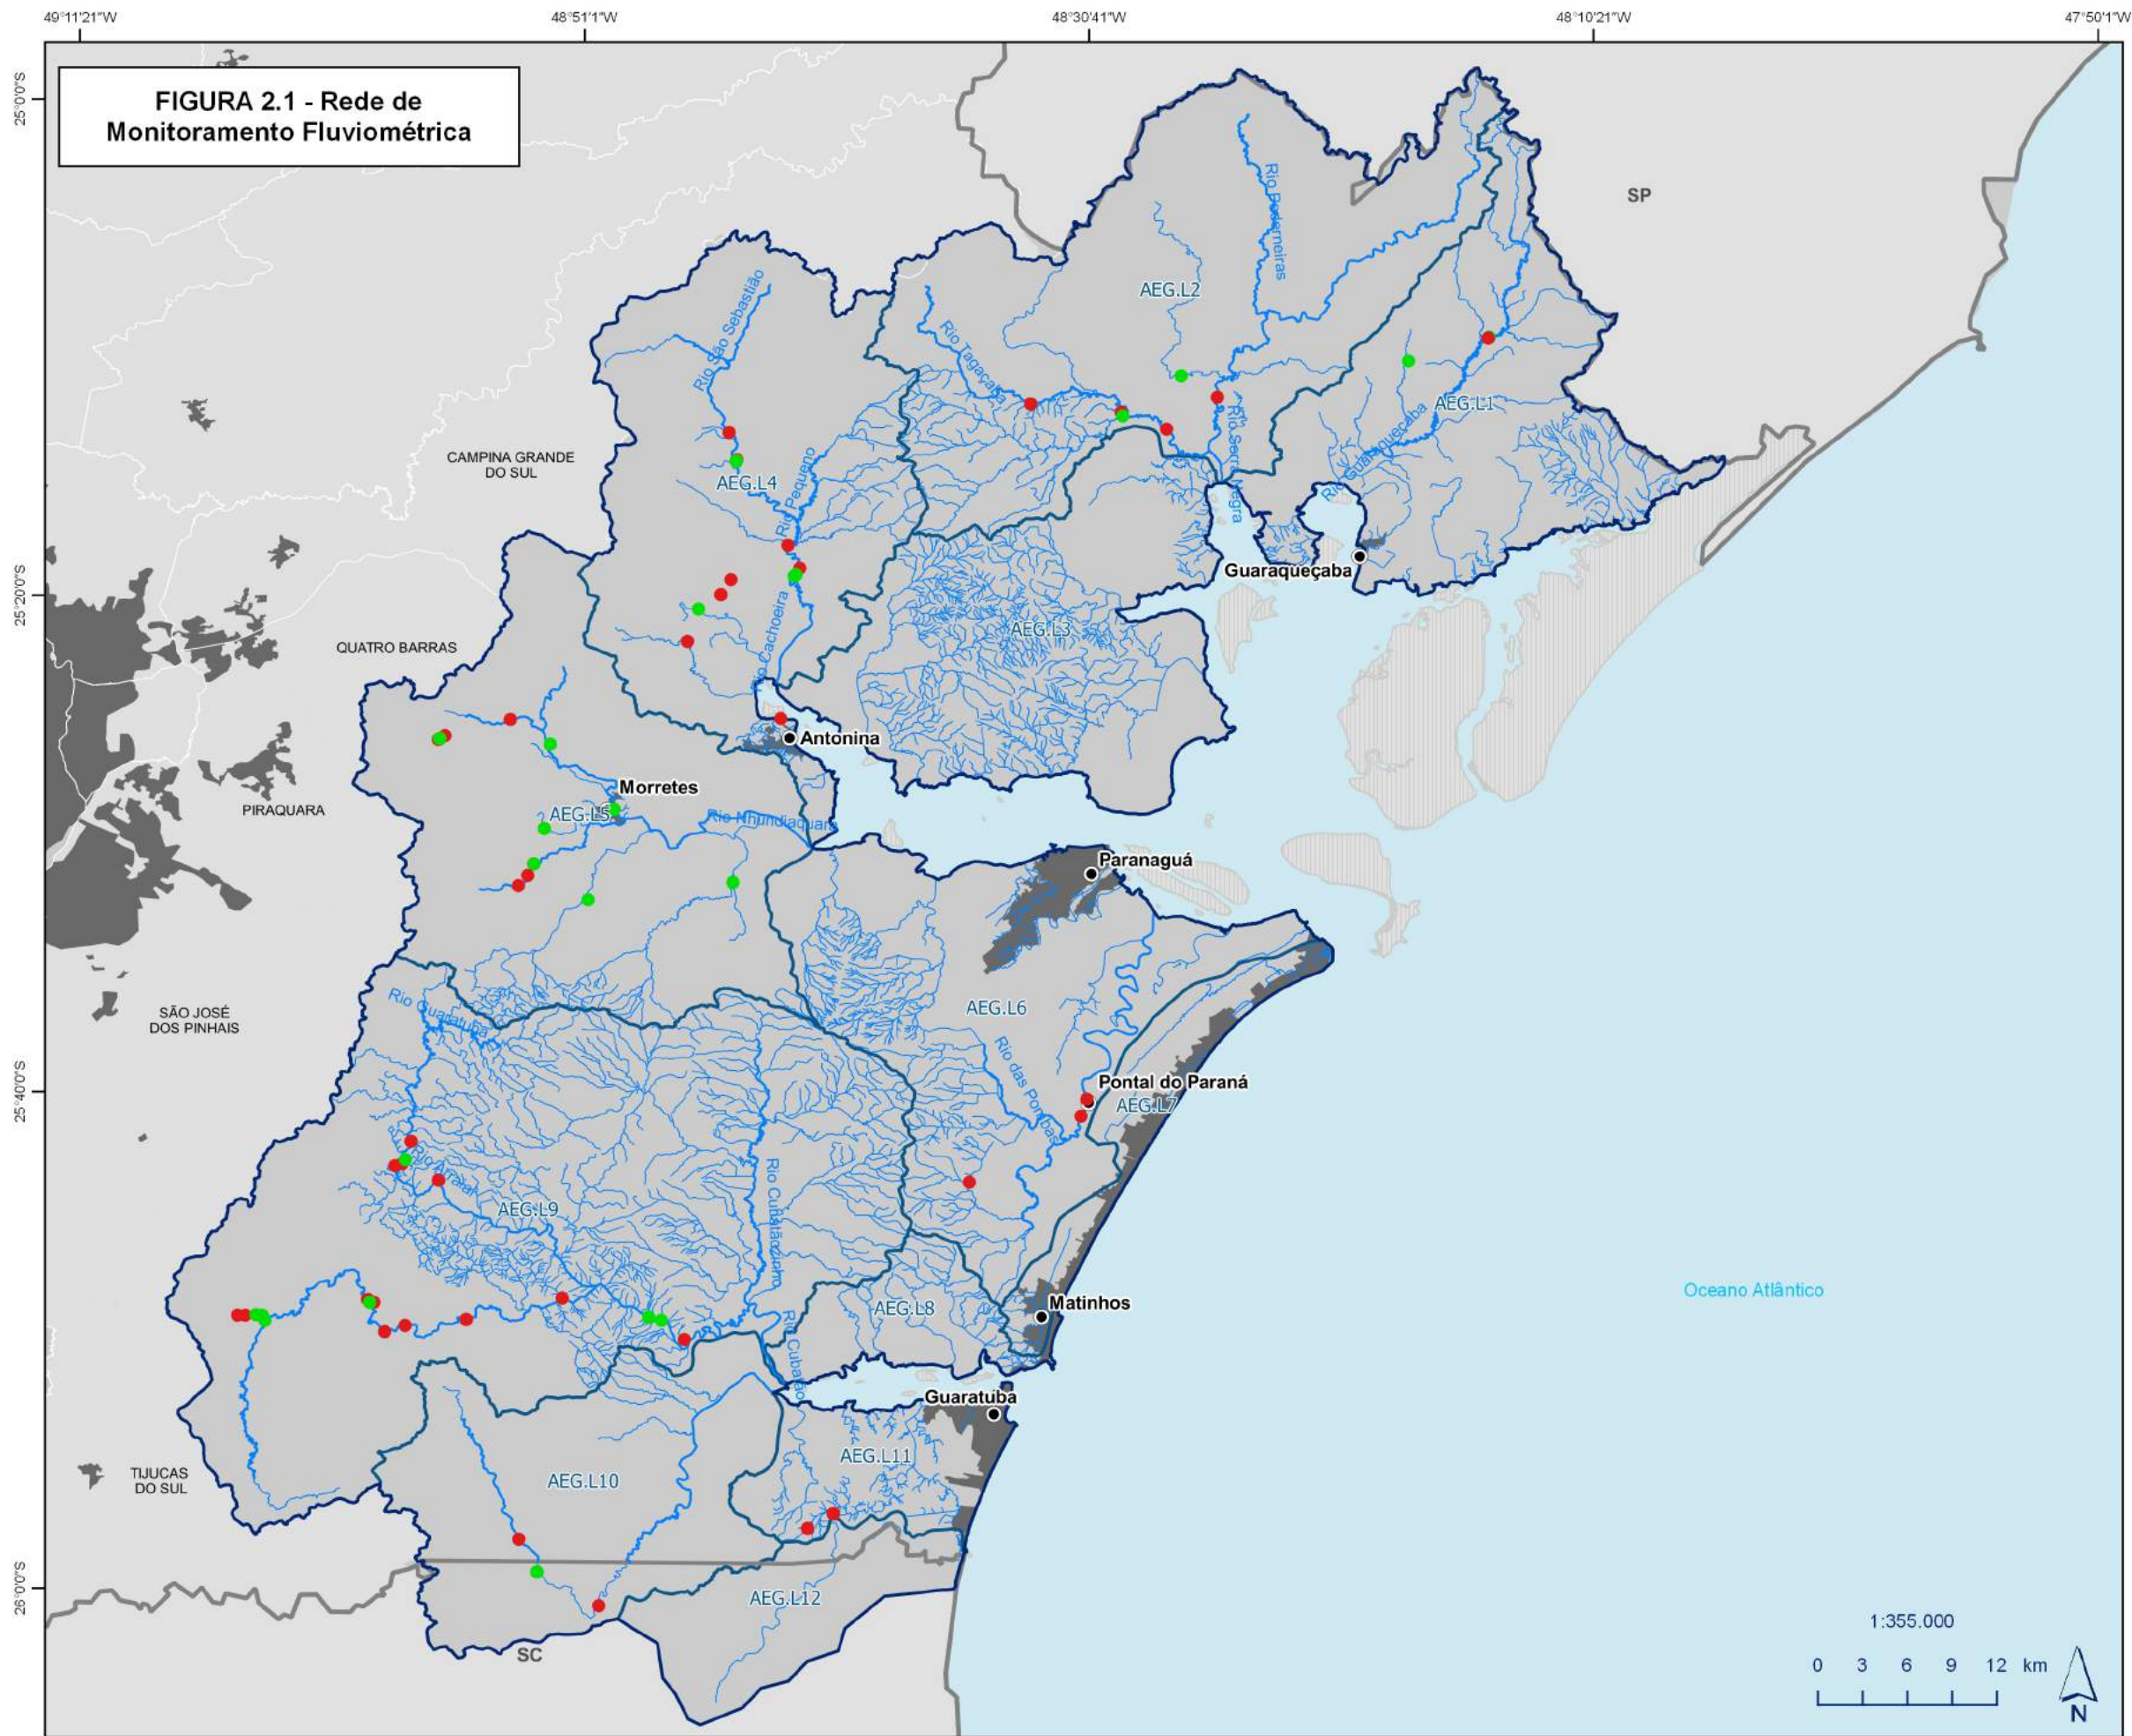 49°11'21"W
48°51'1"W
48°30'41"W
48°10'21"W
47°50'1"W
25°0'0"S
25°20'0"S
25°40'0"S
26°0'0"S
FIGURA 2.1 - Rede de
Monitoramento Fluviométrica
SP
Rio Pederneiras
AEG.L2
Rio São Sebastião
Rio Tagaçaba
AEG.L1
Rio Guaraqueçaba
Rio Serra Negra
CAMPINA GRANDE
DO SUL
AEG.L4
Rio Pequeno
Guaraqueçaba
AEG.L3
QUATRO BARRAS
Rio Cachoeira
Antonina
Morretes
PIRAQUARA
AEG.L5
Rio Nhundiaquara
Paranaguá
SÃO JOSÉ
DOS PINHAIS
Rio Guaratuba
AEG.L6
Rio das Pombas
Pontal do Paraná
AEG.L7
Rio Arraial
AEG.L9
Rio Cubatãozinho
Oceano Atlântico
AEG.L8
Matinhos
Rio Cubatão
Guaratuba
AEG.L11
TIJUCAS
DO SUL
AEG.L10
AEG.L12
SC
1:355.000
0 3 6 9 12 km
N